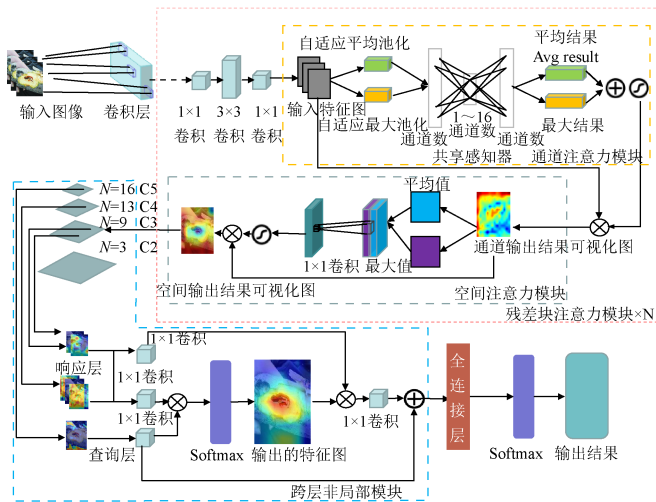 输入图像
卷积层
1×1
卷积
3×3
卷积
1×1
卷积
输入特征图
自适应平均池化
自适应最大池化
通道数
1～16
通道数
通道数
共享感知器
平均结果
Avg result
最大结果
通道注意力模块
N=16 C5
N=13 C4
N=9 C3
N=3 C2
空间输出结果可视化图
1×1卷积
平均值
最大值
通道输出结果可视化图
空间注意力模块
残差块注意力模块×N
响应层
1×1卷积
1×1卷积
1×1卷积
查询层
Softmax
输出的特征图
1×1卷积
跨层非局部模块
全连接层
Softmax
输出结果